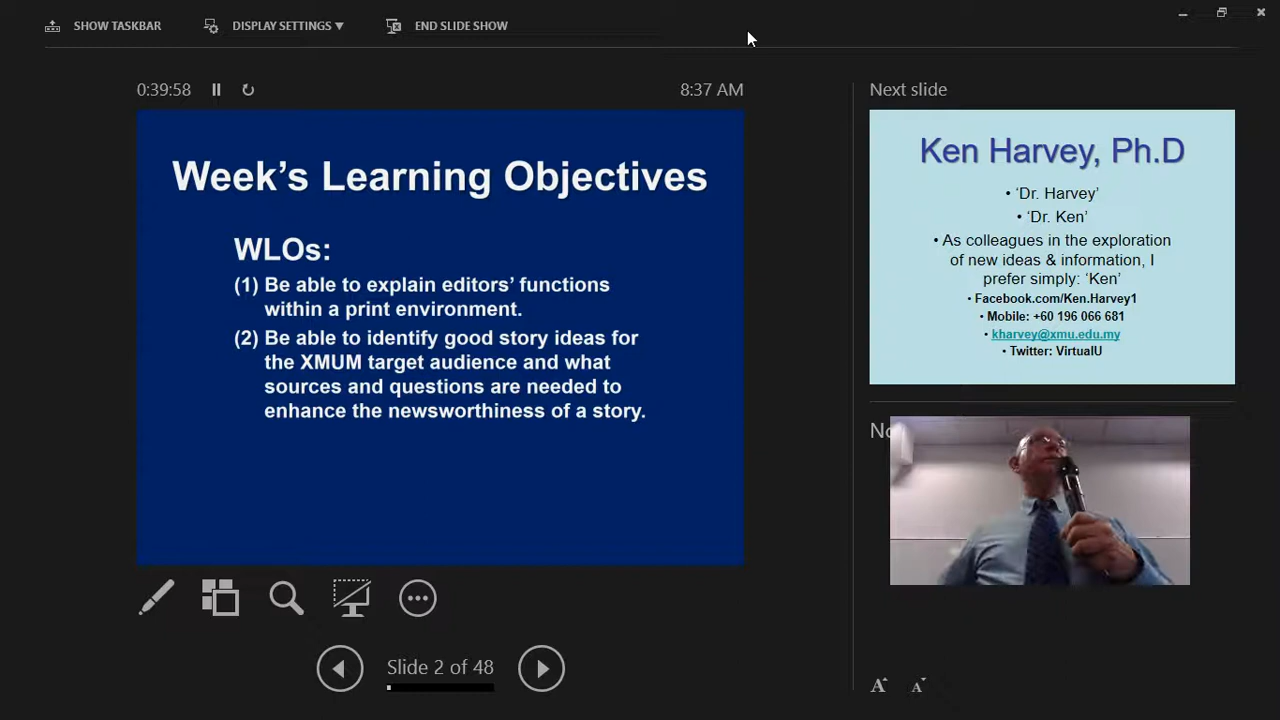 SHOW TASKBAR
DISPLAY SETTINGS ▼
END SLIDE SHOW
0:39:58
8:37 AM
Week’s Learning Objectives
WLOs:
(1) Be able to explain editors’ functions
within a print environment.
(2) Be able to identify good story ideas for
the XMUM target audience and what
sources and questions are needed to
enhance the newsworthiness of a story.
Slide 2 of 48
Next slide
Ken Harvey, Ph.D
• ‘Dr. Harvey’
• ‘Dr. Ken’
• As colleagues in the exploration
of new ideas & information, I
prefer simply: ‘Ken’
• Facebook.com/Ken.Harvey1
• Mobile: +60 196 066 681
• kharvey@xmu.edu.my
• Twitter: VirtualU
A A